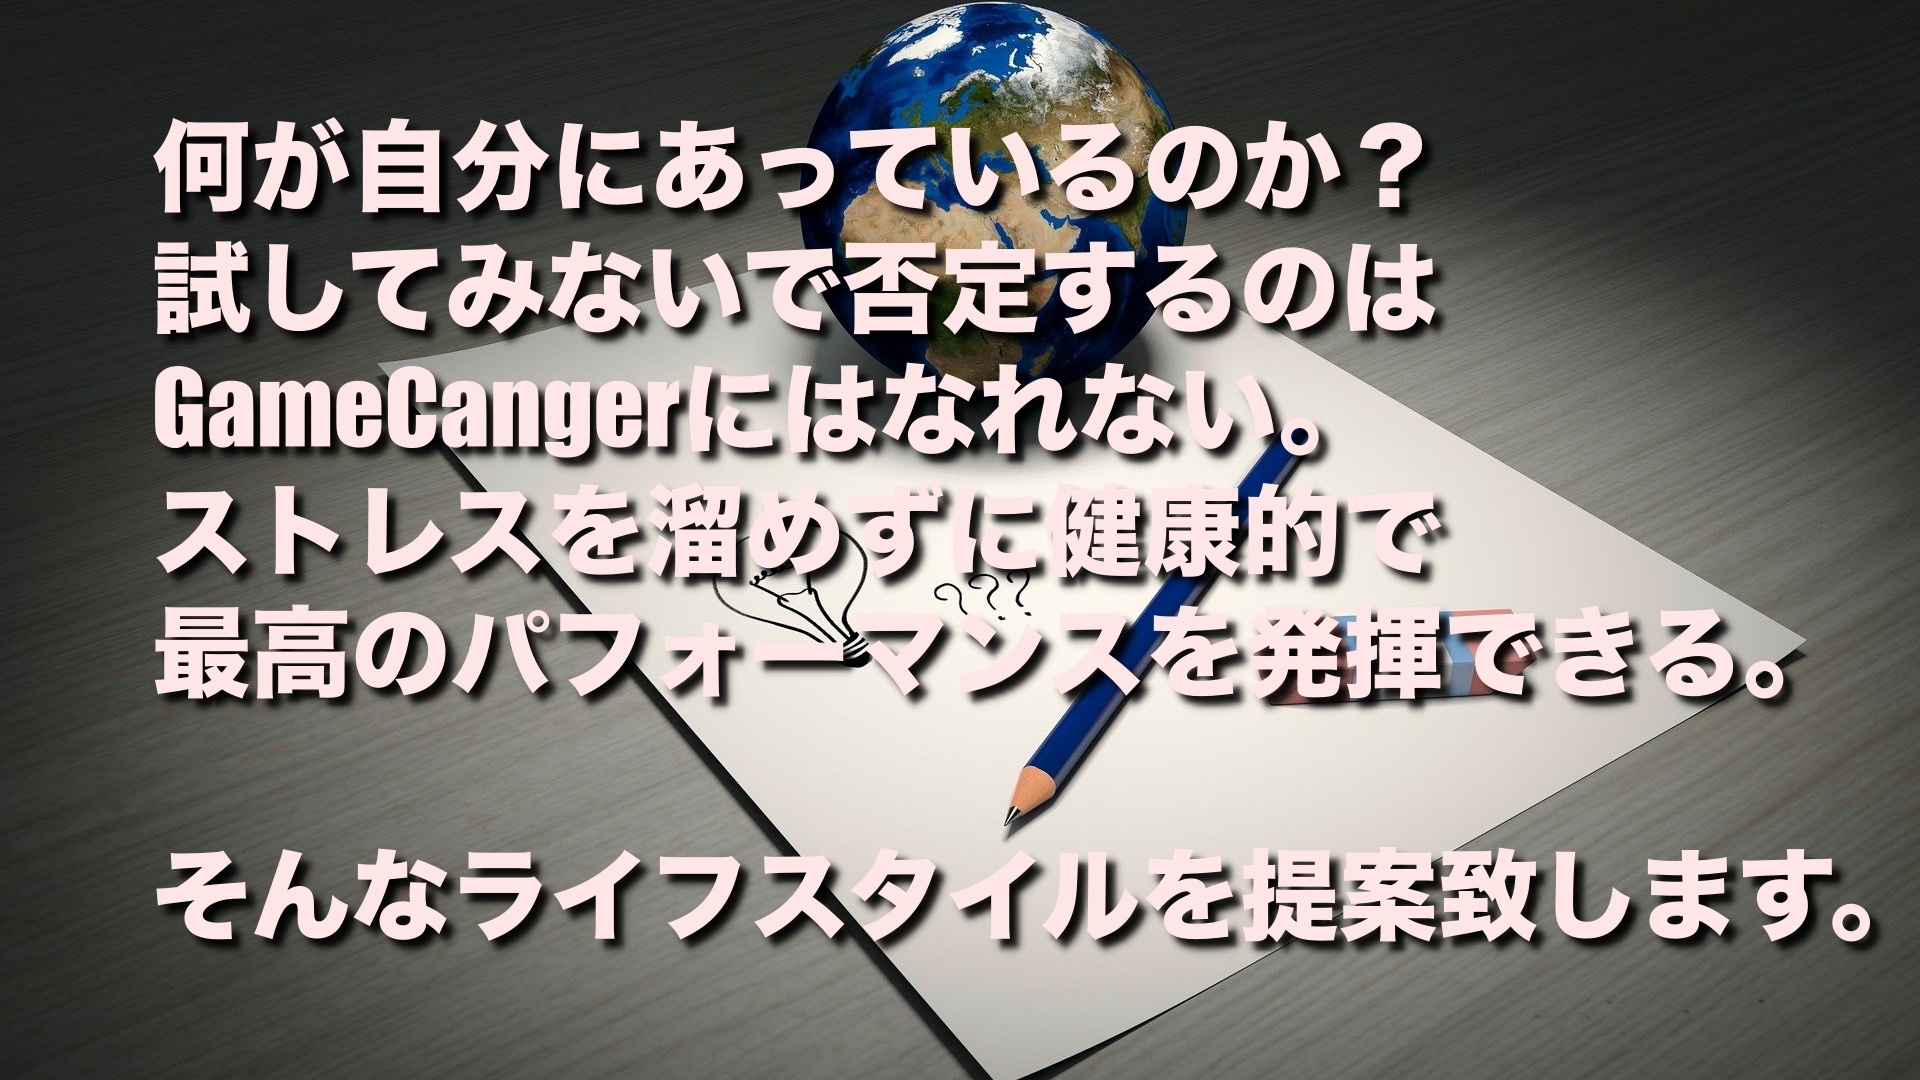 何が自分にあっているのか？
試してみないで否定するのは
GameCangerにはなれない。
ストレスを溜めずに健康的で
???
最高のパフォーマンスを発揮できる。
そんなライフスタイルを提案致します。